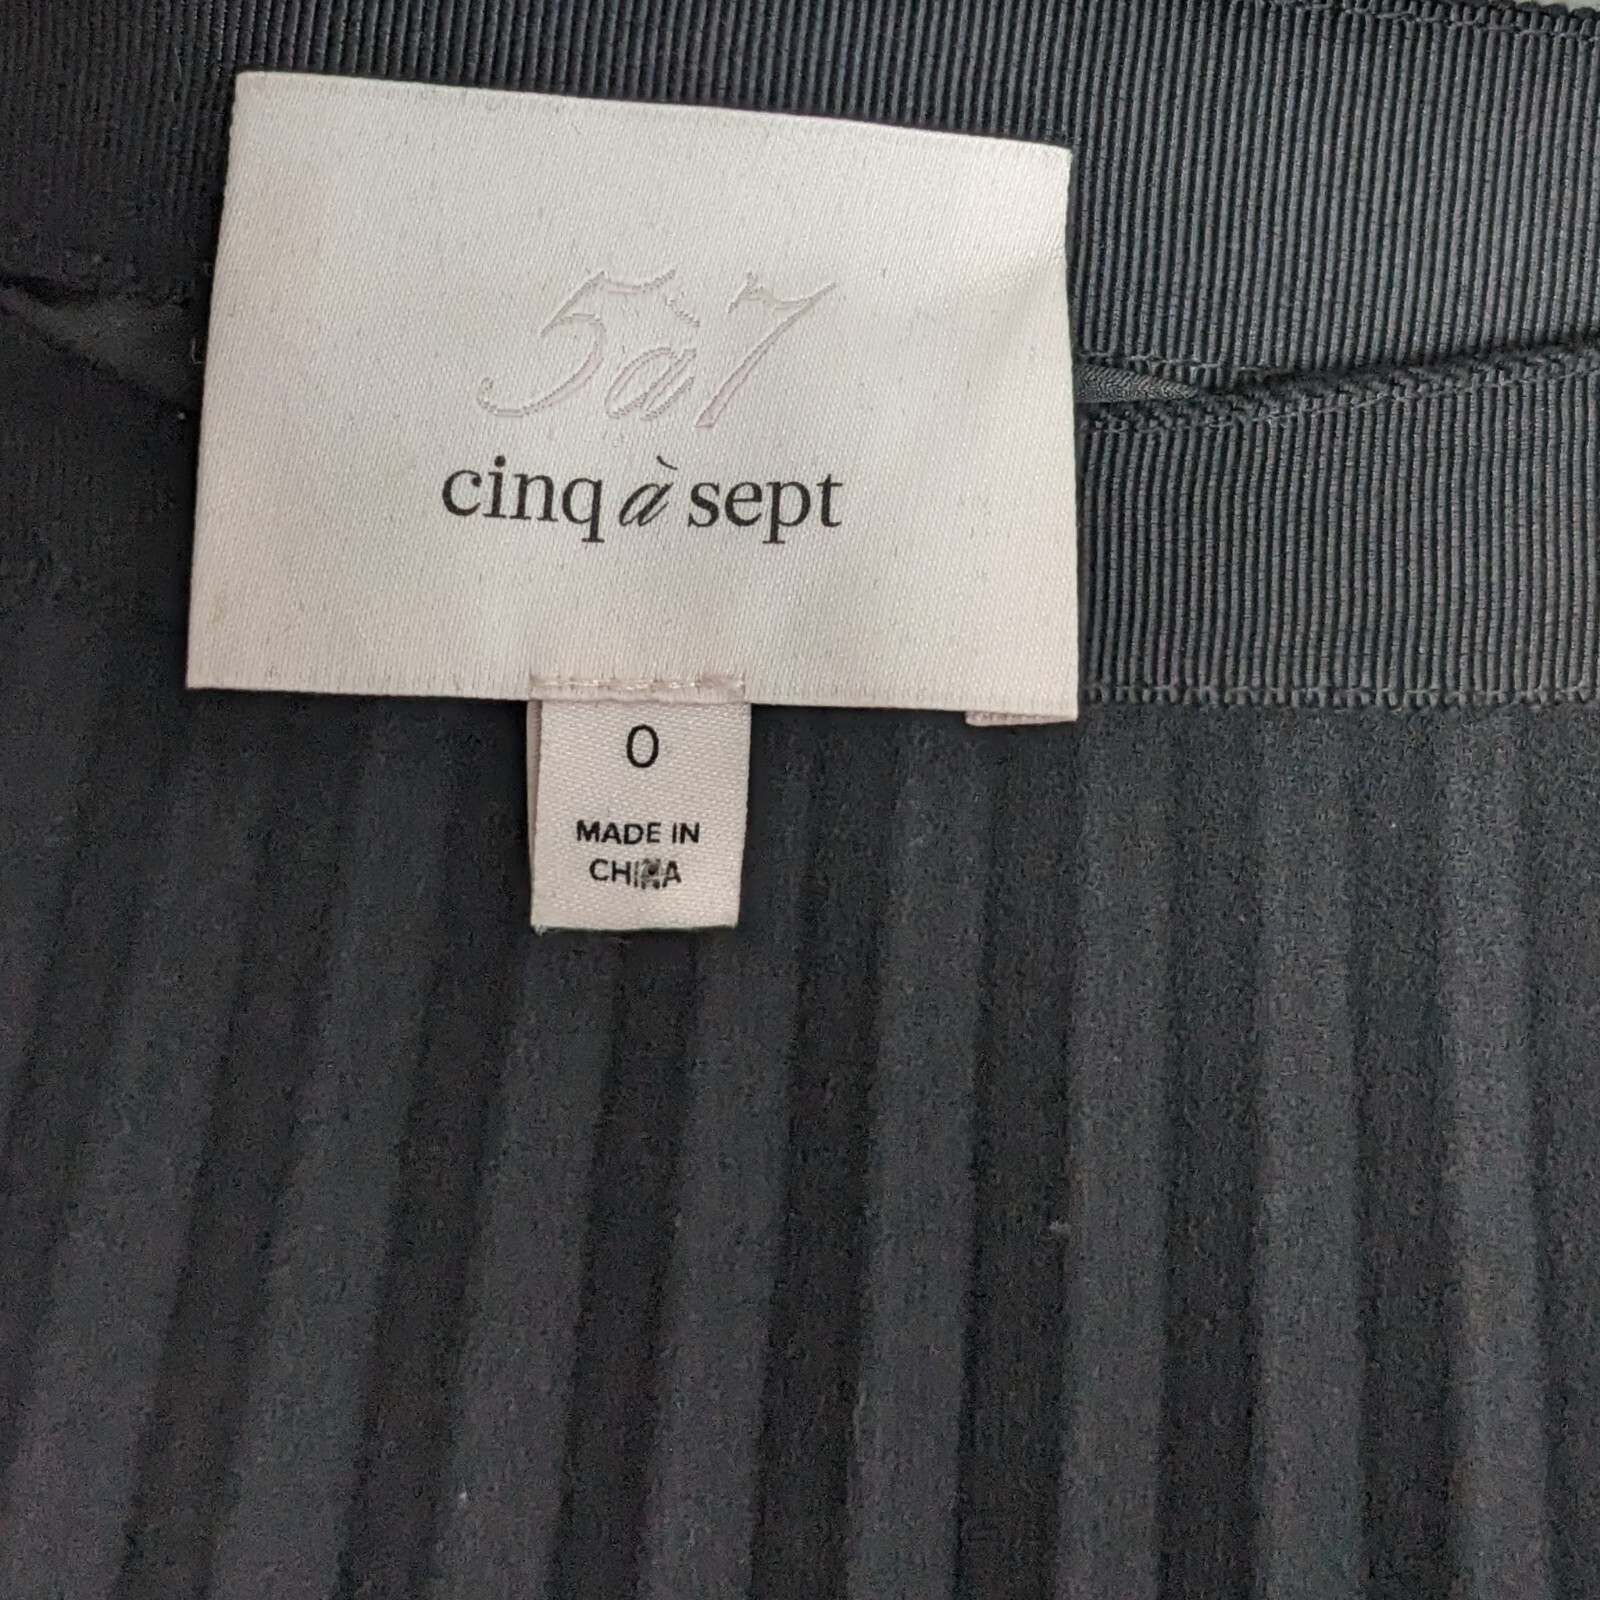 5à7
cinq à sept
0
MADE IN
CHINA